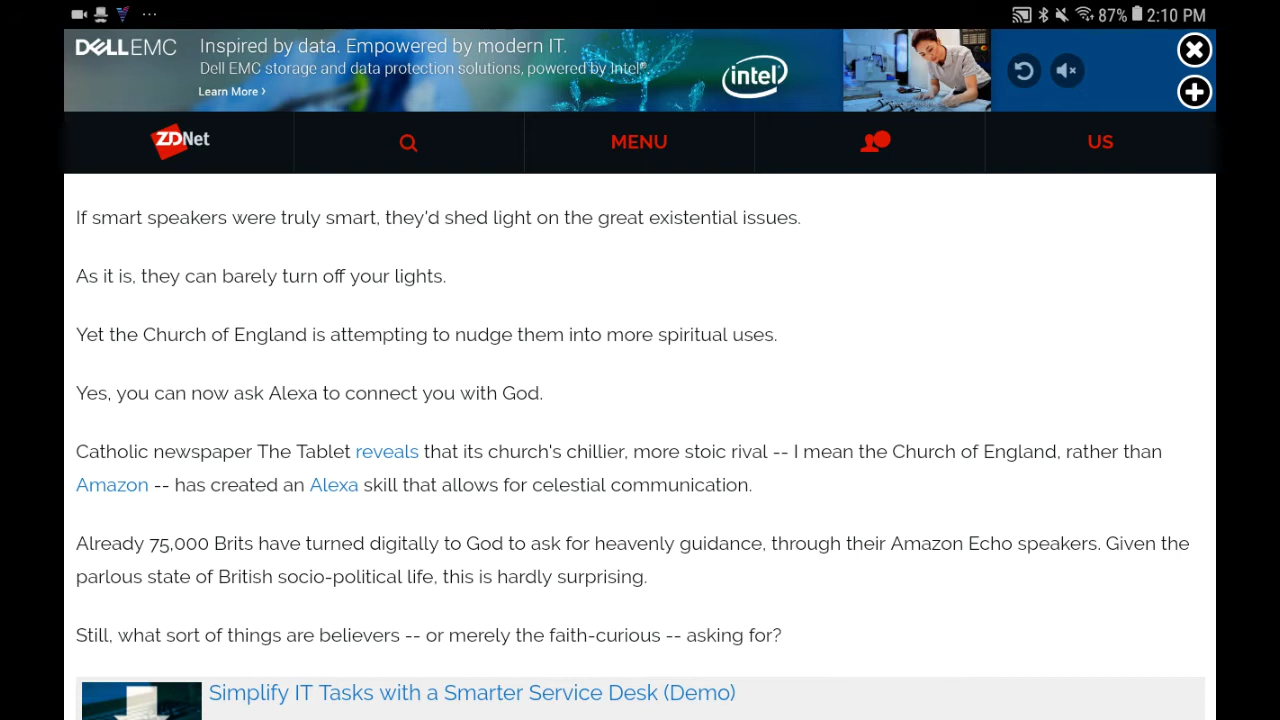 ... 87% 2:10 PM
DELL EMC Inspired by data. Empowered by modern IT.
Dell EMC storage and data protection solutions, powered by Intel®
Learn More ›
intel
ZDNet MENU US
If smart speakers were truly smart, they'd shed light on the great existential issues.
As it is, they can barely turn off your lights.
Yet the Church of England is attempting to nudge them into more spiritual uses.
Yes, you can now ask Alexa to connect you with God.
Catholic newspaper The Tablet reveals that its church's chillier, more stoic rival -- I mean the Church of England, rather than
Amazon -- has created an Alexa skill that allows for celestial communication.
Already 75,000 Brits have turned digitally to God to ask for heavenly guidance, through their Amazon Echo speakers. Given the
parlous state of British socio-political life, this is hardly surprising.
Still, what sort of things are believers -- or merely the faith-curious -- asking for?
Simplify IT Tasks with a Smarter Service Desk (Demo)